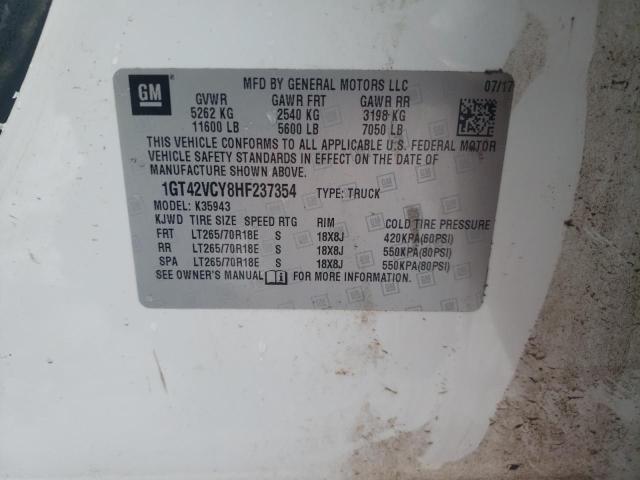 GM
MFD BY GENERAL MOTORS LLC 07/17
GVWR GAWR FRT GAWR RR
5262 KG 2540 KG 3198 KG
11600 LB 5600 LB 7050 LB
THIS VEHICLE CONFORMS TO ALL APPLICABLE U.S. FEDERAL MOTOR
VEHICLE SAFETY STANDARDS IN EFFECT ON THE DATE OF
MANUFACTURE SHOWN ABOVE.
1GT42VCY8HF237354 TYPE: TRUCK
MODEL: K35943
KJWD TIRE SIZE SPEED RTG RIM COLD TIRE PRESSURE
FRT LT265/70R18E S 18X8J 420KPA(60PSI)
RR LT265/70R18E S 18X8J 550KPA(80PSI)
SPA LT265/70R18E S 18X8J 550KPA(80PSI)
SEE OWNER'S MANUAL FOR MORE INFORMATION.